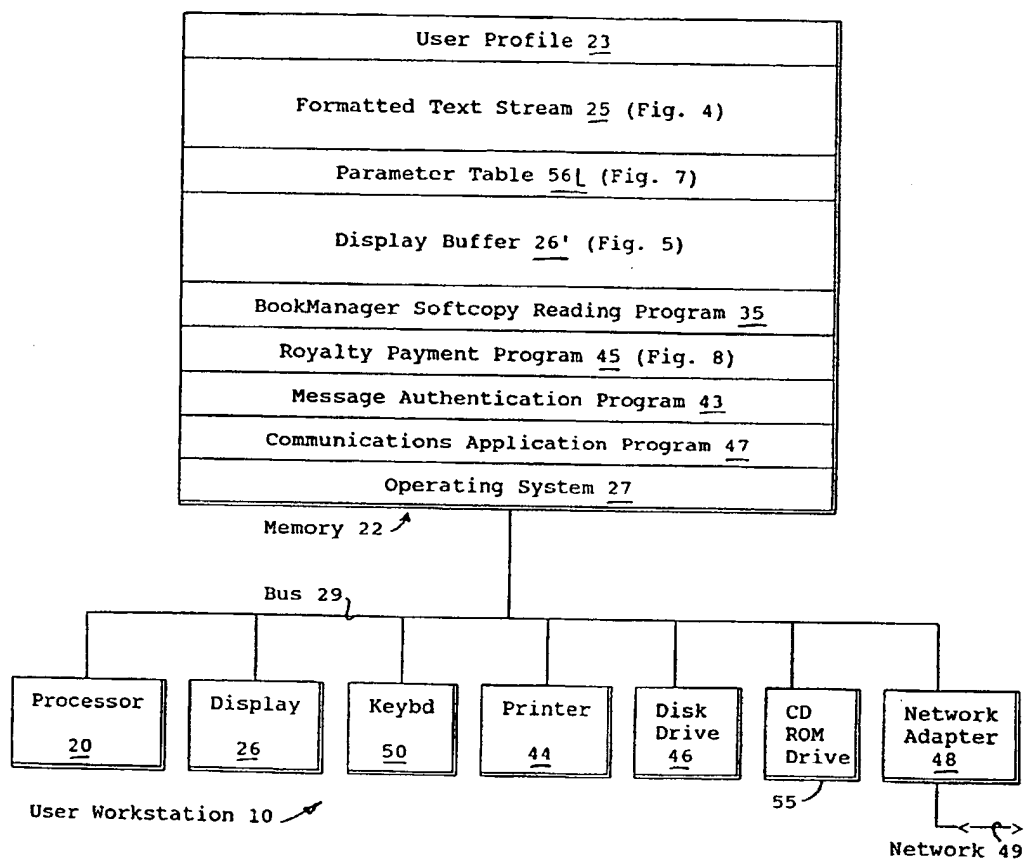 User Profile 23
Formatted Text Stream 25 (Fig. 4)
Parameter Table 56L (Fig. 7)
Display Buffer 26' (Fig. 5)
BookManager Softcopy Reading Program 35
Royalty Payment Program 45 (Fig. 8)
Message Authentication Program 43
Communications Application Program 47
Operating System 27
Memory 22
Bus 29
Processor
20
Display
26
Keybd
50
Printer
44
Disk
Drive
46
CD
ROM
Drive
55
Network
Adapter
48
User Workstation 10
Network 49